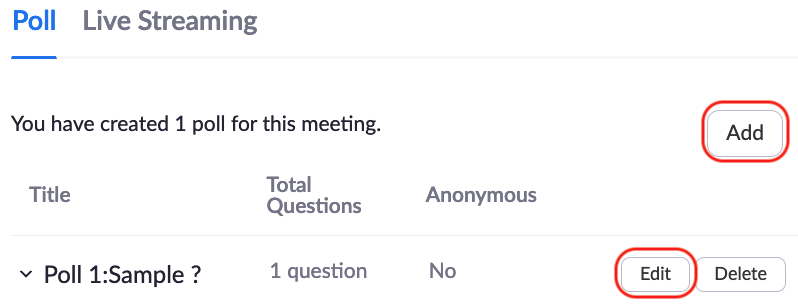 Poll Live Streaming
You have created 1 poll for this meeting.
Add
Title Total Questions Anonymous
Poll 1:Sample ? 1 question No Edit Delete